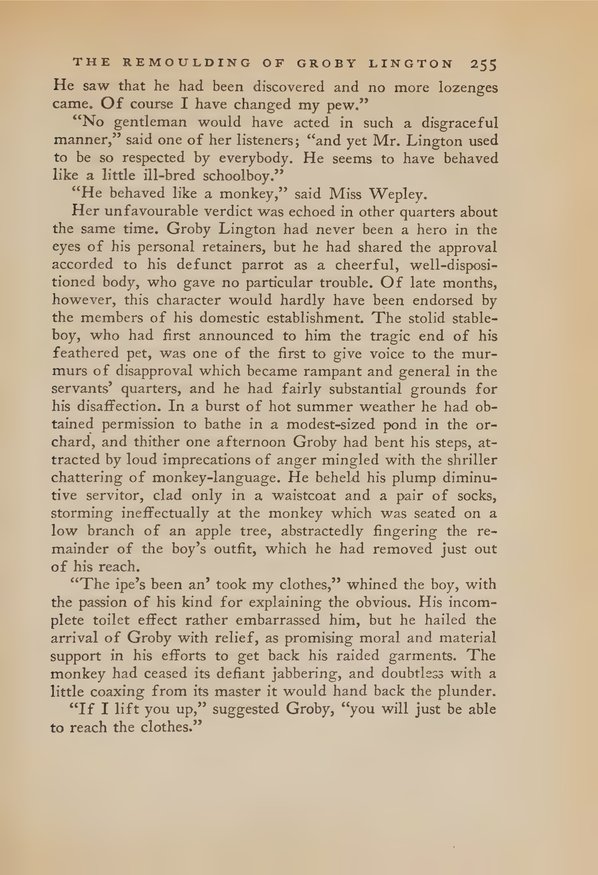 THE REMOULDING OF GROBY LINGTON 255
He saw that he had been discovered and no more lozenges
came. Of course I have changed my pew.”
“No gentleman would have acted in such a disgraceful
manner,” said one of her listeners; “and yet Mr. Lington used
to be so respected by everybody. He seems to have behaved
like a little ill-bred schoolboy.”
“He behaved like a monkey,” said Miss Wepley.
Her unfavourable verdict was echoed in other quarters about
the same time. Groby Lington had never been a hero in the
eyes of his personal retainers, but he had shared the approval
accorded to his defunct parrot as a cheerful, well-disposi-
tioned body, who gave no particular trouble. Of late months,
however, this character would hardly have been endorsed by
the members of his domestic establishment. The stolid stable-
boy, who had first announced to him the tragic end of his
feathered pet, was one of the first to give voice to the mur-
murs of disapproval which became rampant and general in the
servants’ quarters, and he had fairly substantial grounds for
his disaffection. In a burst of hot summer weather he had ob-
tained permission to bathe in a modest-sized pond in the or-
chard, and thither one afternoon Groby had bent his steps, at-
tracted by loud imprecations of anger mingled with the shriller
chattering of monkey-language. He beheld his plump diminu-
tive servitor, clad only in a waistcoat and a pair of socks,
storming ineffectually at the monkey which was seated on a
low branch of an apple tree, abstractedly fingering the re-
mainder of the boy’s outfit, which he had removed just out
of his reach.
“The ipe’s been an’ took my clothes,” whined the boy, with
the passion of his kind for explaining the obvious. His incom-
plete toilet effect rather embarrassed him, but he hailed the
arrival of Groby with relief, as promising moral and material
support in his efforts to get back his raided garments. The
monkey had ceased its defiant jabbering, and doubtless with a
little coaxing from its master it would hand back the plunder.
“If I lift you up,” suggested Groby, “you will just be able
to reach the clothes.”